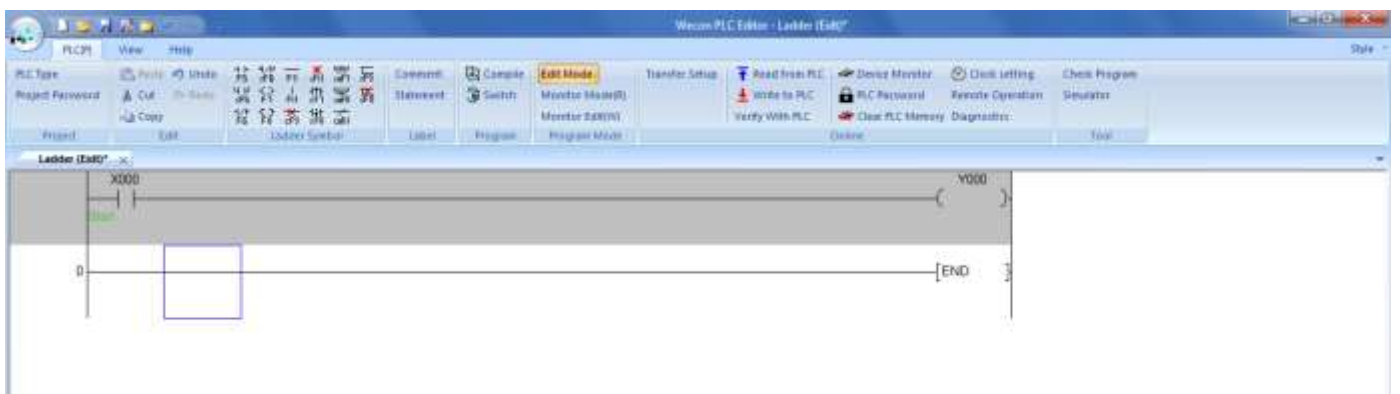 Wecon PLC Editor - Ladder (Edit)*
PLC(P) View Help Style
PLC Type Paste Undo Comment Compile Edit Mode Transfer Setup Read from PLC Device Monitor Clock setting Check Program
Project Password Cut Redo Statement Switch Monitor Mode(R) Write to PLC PLC Password Remote Operation Simulator
Copy Monitor Edit(W) Verify With PLC Clear PLC Memory Diagnostics
Project Edit Ladder Symbol Label Program Program Mode Online Tool
Ladder (Edit)*
X000 Y000
Start
0 END